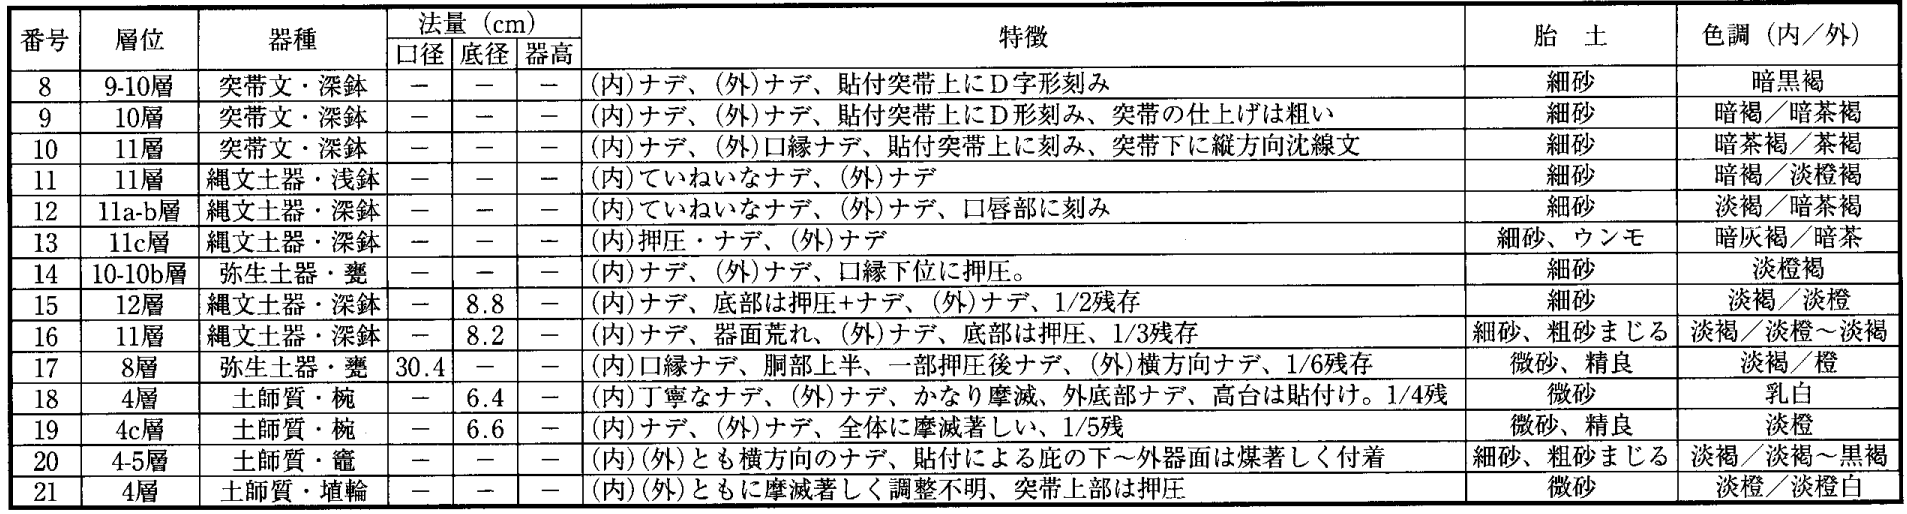 番号 層位 器種 法量（cm） 特徴 胎　土 色調（内／外）
口径 底径 器高
8 9-10層 突帯文・深鉢 − − − (内)ナデ、(外)ナデ、貼付突帯上にＤ字形刻み 細砂 暗黒褐
9 10層 突帯文・深鉢 − − − (内)ナデ、(外)ナデ、貼付突帯上にＤ形刻み、突帯の仕上げは粗い 細砂 暗褐／暗茶褐
10 11層 突帯文・深鉢 − − − (内)ナデ、(外)口縁ナデ、貼付突帯上に刻み、突帯下に縦方向沈線文 細砂 暗茶褐／茶褐
11 11層 縄文土器・浅鉢 − − − (内)ていねいなナデ、(外)ナデ 細砂 暗褐／淡橙褐
12 11a-b層 縄文土器・深鉢 − − − (内)ていねいなナデ、(外)ナデ、口唇部に刻み 細砂 淡褐／暗茶褐
13 11c層 縄文土器・深鉢 − − − (内)押圧・ナデ、(外)ナデ 細砂、ウンモ 暗灰褐／暗茶
14 10-10b層 弥生土器・甕 − − − (内)ナデ、(外)ナデ、口縁下位に押圧。 細砂 淡橙褐
15 12層 縄文土器・深鉢 − 8.8 − (内)ナデ、底部は押圧+ナデ、(外)ナデ、1/2残存 細砂 淡褐／淡橙
16 11層 縄文土器・深鉢 − 8.2 − (内)ナデ、器面荒れ、(外)ナデ、底部は押圧、1/3残存 細砂、粗砂まじる 淡褐／淡橙～淡褐
17 8層 弥生土器・甕 30.4 − − (内)口縁ナデ、胴部上半、一部押圧後ナデ、(外)横方向ナデ、1/6残存 微砂、精良 淡褐／橙
18 4層 土師質・椀 − 6.4 − (内)丁寧なナデ、(外)ナデ、かなり摩滅、外底部ナデ、高台は貼付け。1/4残 微砂 乳白
19 4c層 土師質・椀 − 6.6 − (内)ナデ、(外)ナデ、全体に摩滅著しい、1/5残 微砂、精良 淡橙
20 4-5層 土師質・竈 − − − (内)(外)とも横方向のナデ、貼付による庇の下～外器面は煤著しく付着 細砂、粗砂まじる 淡褐／淡褐～黒褐
21 4層 土師質・埴輪 − − − (内)(外)ともに摩滅著しく調整不明、突帯上部は押圧 微砂 淡橙／淡橙白